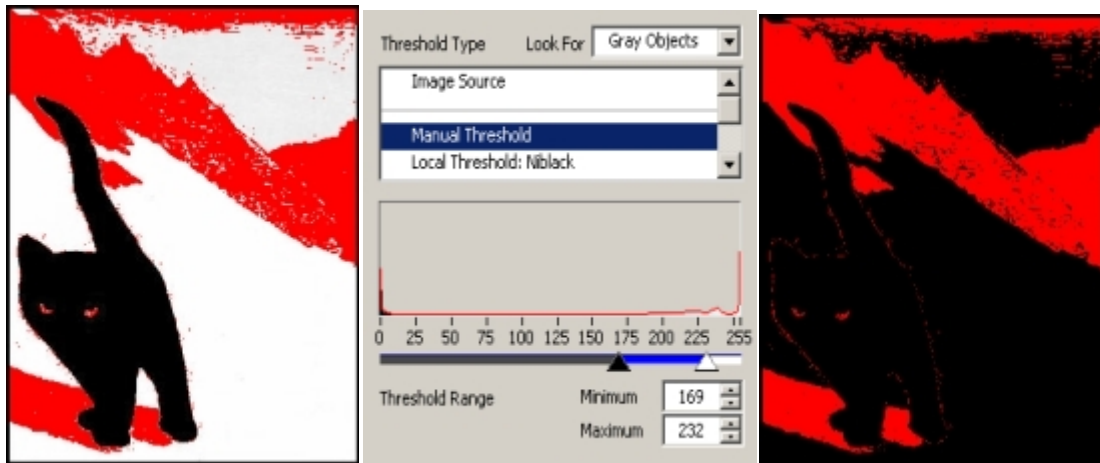 Threshold Type Look For Gray Objects
Image Source
Manual Threshold
Local Threshold: Niblack
0 25 50 75 100 125 150 175 200 225 255
Threshold Range Minimum 169
Maximum 232